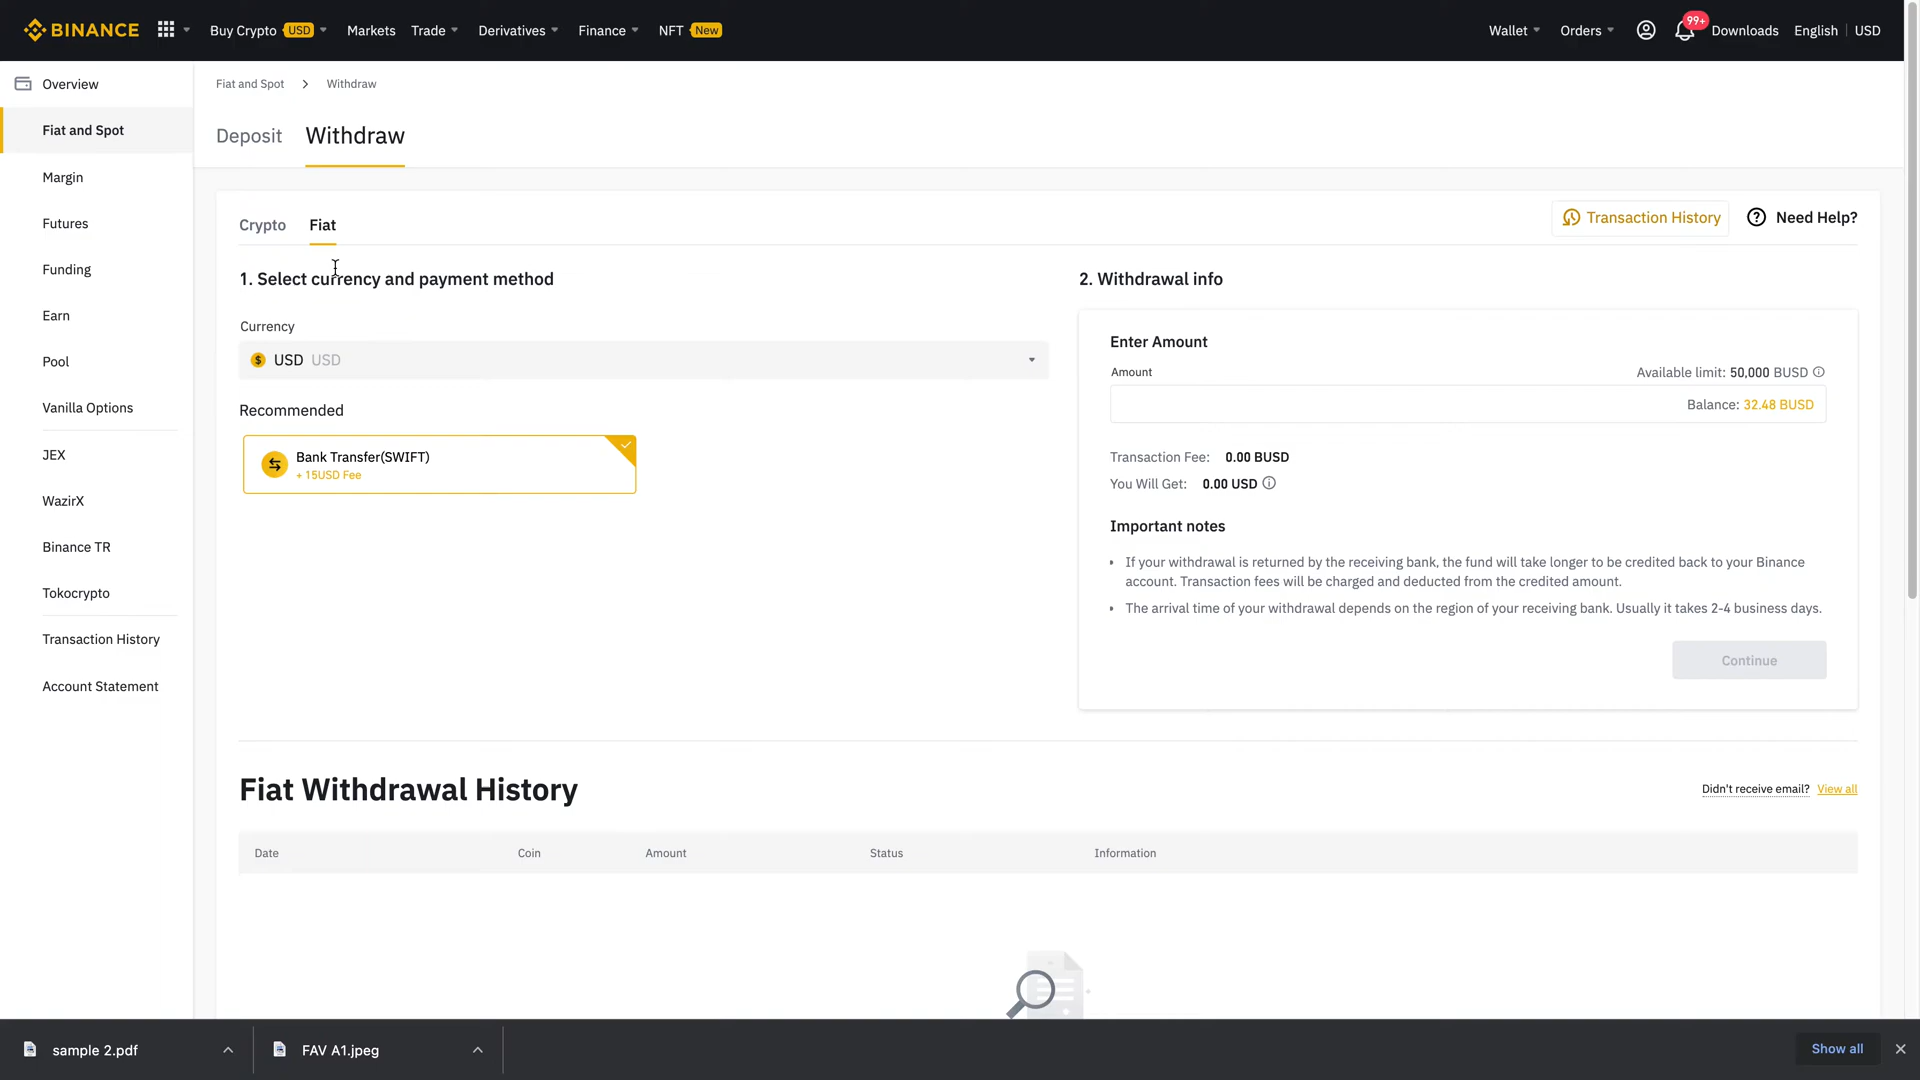 BINANCE
Buy Crypto USD
Markets
Trade
Derivatives
Finance
NFT New
Wallet
Orders
99+
Downloads
English
USD
Overview
Fiat and Spot
Margin
Futures
Funding
Earn
Pool
Vanilla Options
JEX
WazirX
Binance TR
Tokocrypto
Transaction History
Account Statement
Fiat and Spot > Withdraw
Deposit
Withdraw
Crypto
Fiat
Transaction History
Need Help?
1. Select currency and payment method
Currency
USD USD
Recommended
Bank Transfer(SWIFT)
+ 15USD Fee
2. Withdrawal info
Enter Amount
Amount
Available limit: 50,000 BUSD
Balance: 32.48 BUSD
Transaction Fee: 0.00 BUSD
You Will Get: 0.00 USD
Important notes
• If your withdrawal is returned by the receiving bank, the fund will take longer to be credited back to your Binance
account. Transaction fees will be charged and deducted from the credited amount.
• The arrival time of your withdrawal depends on the region of your receiving bank. Usually it takes 2-4 business days.
Continue
Fiat Withdrawal History
Didn't receive email? View all
Date
Coin
Amount
Status
Information
sample 2.pdf
FAV A1.jpeg
Show all